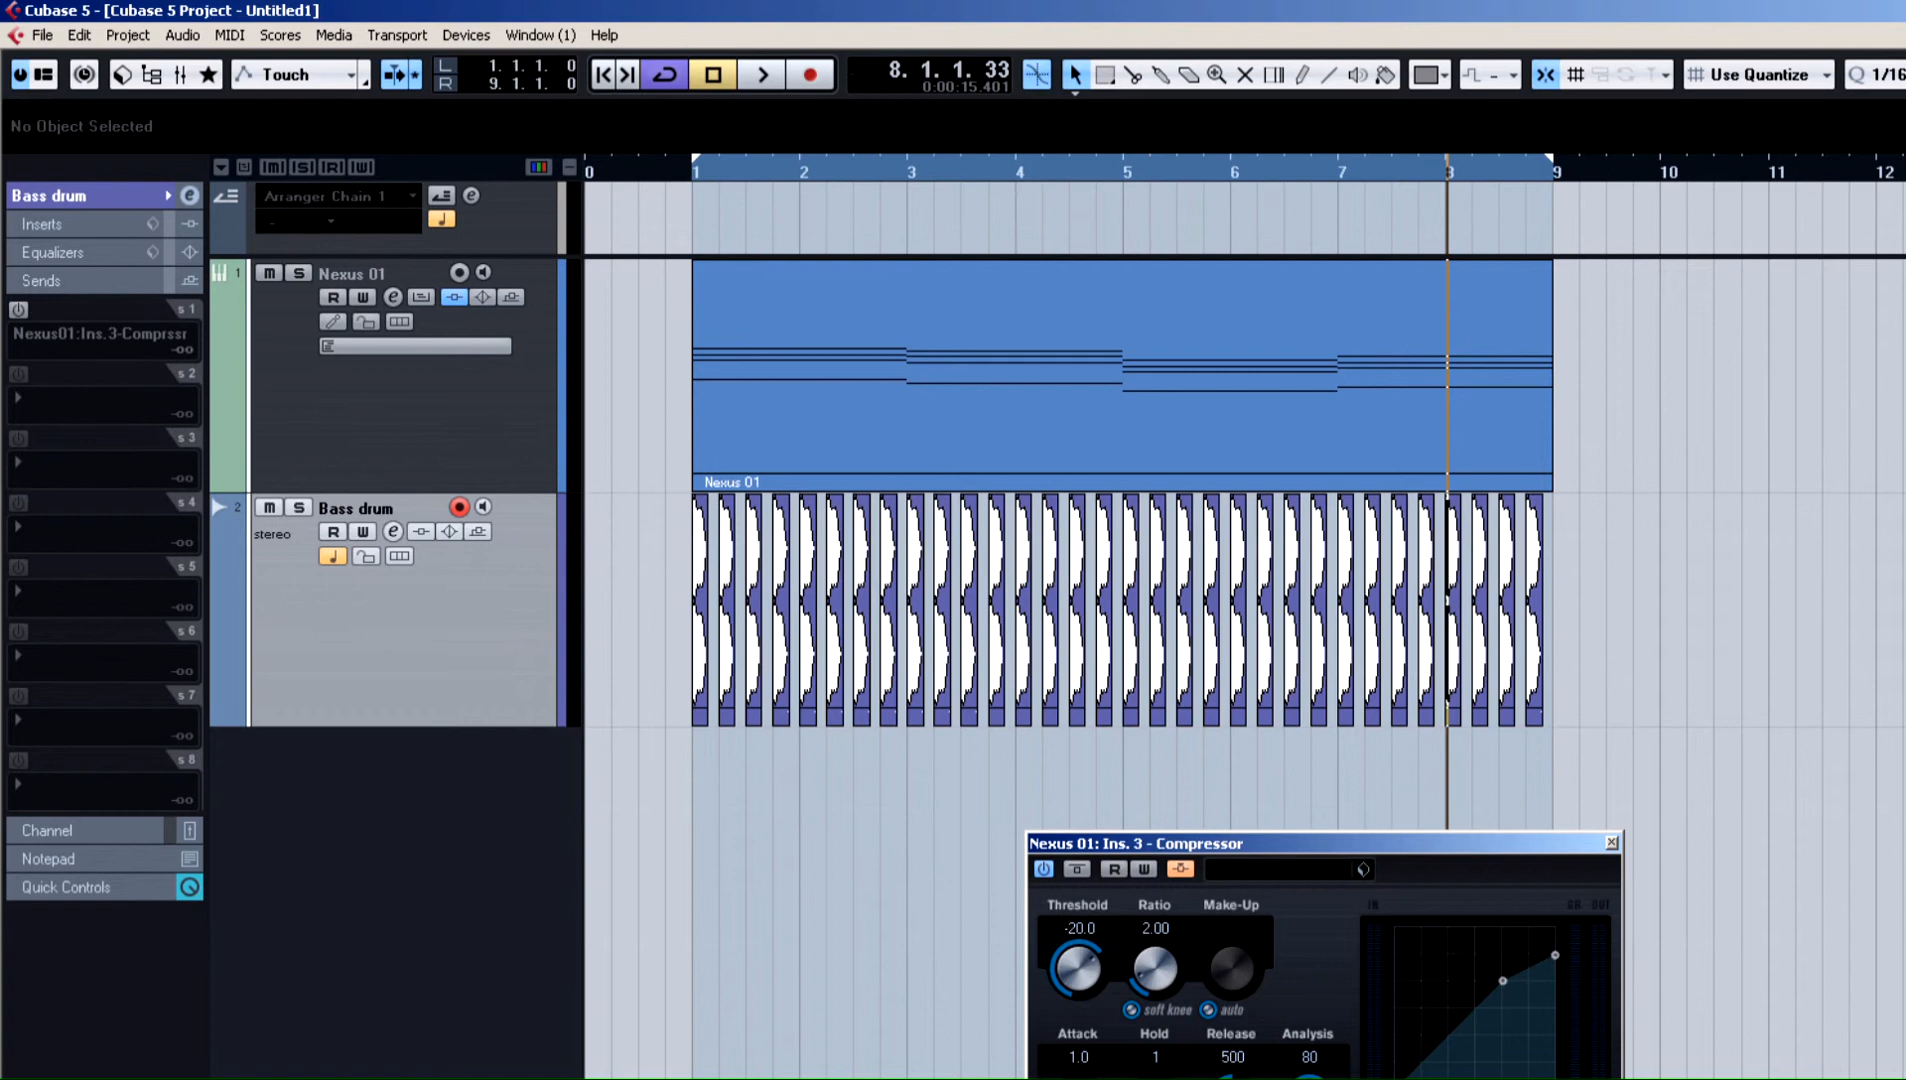 Cubase 5 - [Cubase 5 Project - Untitled1]
File Edit Project Audio MIDI Scores Media Transport Devices Window (1) Help
Touch
L 1. 1. 1. 0
R 9. 1. 1. 0
8. 1. 1. 33
0:00:15.401
Use Quantize
Q 1/16
No Object Selected
[M] [S] [R] [W]
0 1 2 3 4 5 6 7 8 9 10 11 12
Bass drum
Inserts
Equalizers
Sends
s 1
Nexus01:Ins.3-Comprssr
-oo
s 2
-oo
s 3
-oo
s 4
-oo
s 5
-oo
s 6
-oo
s 7
-oo
s 8
-oo
Channel
Notepad
Quick Controls
Arranger Chain 1
-
1 m S Nexus 01
R W e
Nexus 01
2 m S Bass drum
stereo R W e
Nexus 01: Ins. 3 - Compressor
R W
Threshold Ratio Make-Up
-20.0 2.00
soft knee auto
Attack Hold Release Analysis
1.0 1 500 80
IN GR OUT